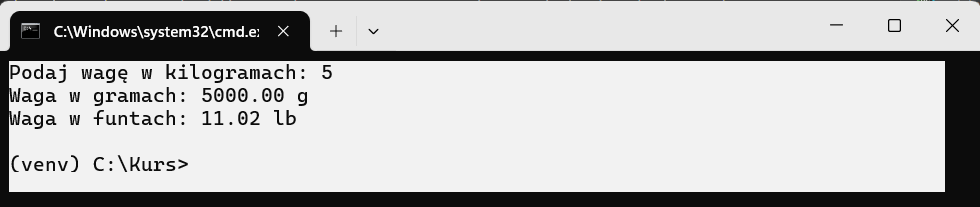 C:\Windows\system32\cmd.e
Podaj wagę w kilogramach: 5
Waga w gramach: 5000.00 g
Waga w funtach: 11.02 lb
(venv) C:\Kurs>